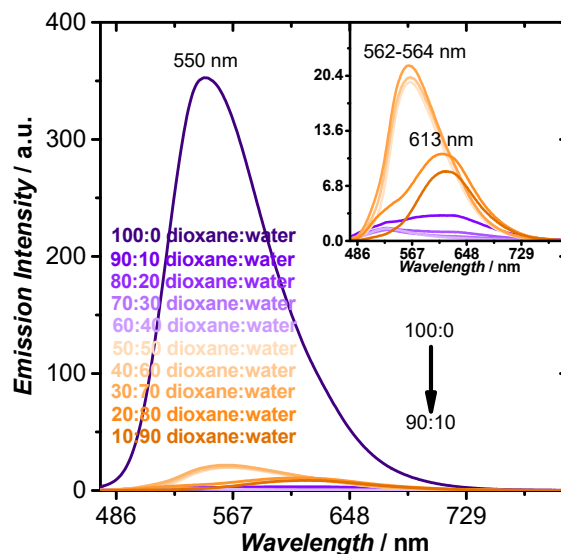 400
300
200
100
0
Emission Intensity / a.u.
550 nm
562-564 nm
613 nm
20.4
13.6
6.8
0.0
486 567 648 729
Wavelength / nm
100:0 dioxane:water
90:10 dioxane:water
80:20 dioxane:water
70:30 dioxane:water
60:40 dioxane:water
50:50 dioxane:water
40:60 dioxane:water
30:70 dioxane:water
20:80 dioxane:water
10:90 dioxane:water
100:0
90:10
486 567 648 729
Wavelength / nm